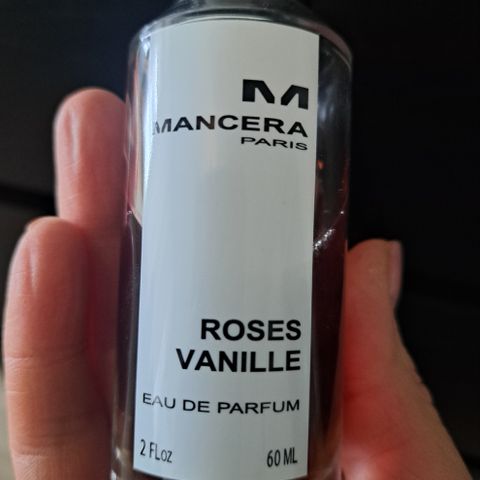 M
MANCERA
PARIS
ROSES
VANILLE
EAU DE PARFUM
2 FLoz 60 ML